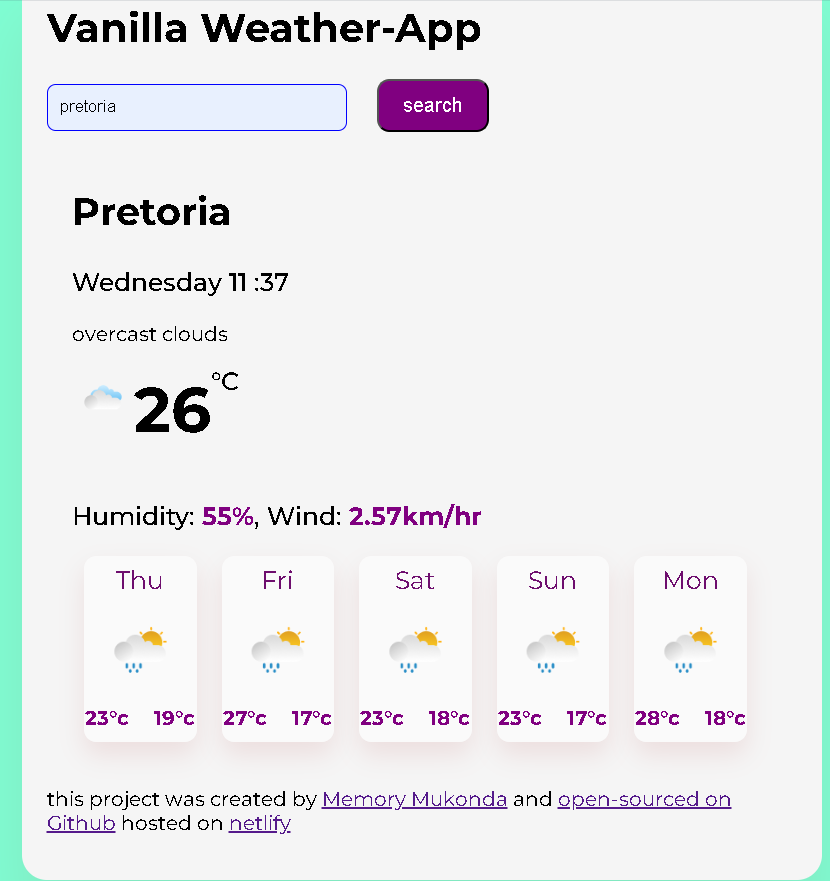 Vanilla Weather-App
pretoria search
Pretoria
Wednesday 11 :37
overcast clouds
26 °C
Humidity: 55%, Wind: 2.57km/hr
Thu Fri Sat Sun Mon
23°c 19°c 27°c 17°c 23°c 18°c 23°c 17°c 28°c 18°c
this project was created by Memory Mukonda and open-sourced on
Github hosted on netlify